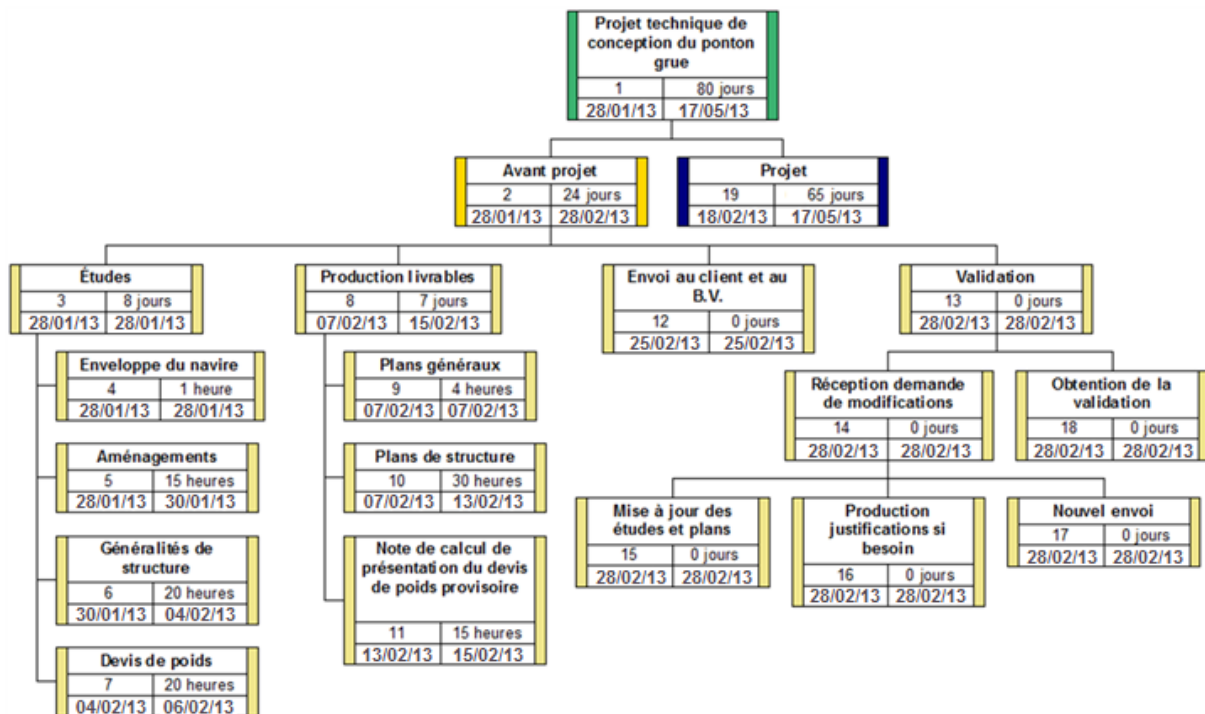 Projet technique de
conception du ponton
grue
1 80 jours
28/01/13 17/05/13
Avant projet
2 24 jours
28/01/13 28/02/13
Projet
19 65 jours
18/02/13 17/05/13
Études
3 8 jours
28/01/13 28/01/13
Production livrables
8 7 jours
07/02/13 15/02/13
Envoi au client et au
B.V.
12 0 jours
25/02/13 25/02/13
Validation
13 0 jours
28/02/13 28/02/13
Enveloppe du navire
4 1 heure
28/01/13 28/01/13
Aménagements
5 15 heures
28/01/13 30/01/13
Généralités de
structure
6 20 heures
30/01/13 04/02/13
Devis de poids
7 20 heures
04/02/13 06/02/13
Plans généraux
9 4 heures
07/02/13 07/02/13
Plans de structure
10 30 heures
07/02/13 13/02/13
Note de calcul de
présentation du devis
de poids provisoire
11 15 heures
13/02/13 15/02/13
Réception demande
de modifications
14 0 jours
28/02/13 28/02/13
Obtention de la
validation
18 0 jours
28/02/13 28/02/13
Mise à jour des
études et plans
15 0 jours
28/02/13 28/02/13
Production
justifications si
besoin
16 0 jours
28/02/13 28/02/13
Nouvel envoi
17 0 jours
28/02/13 28/02/13